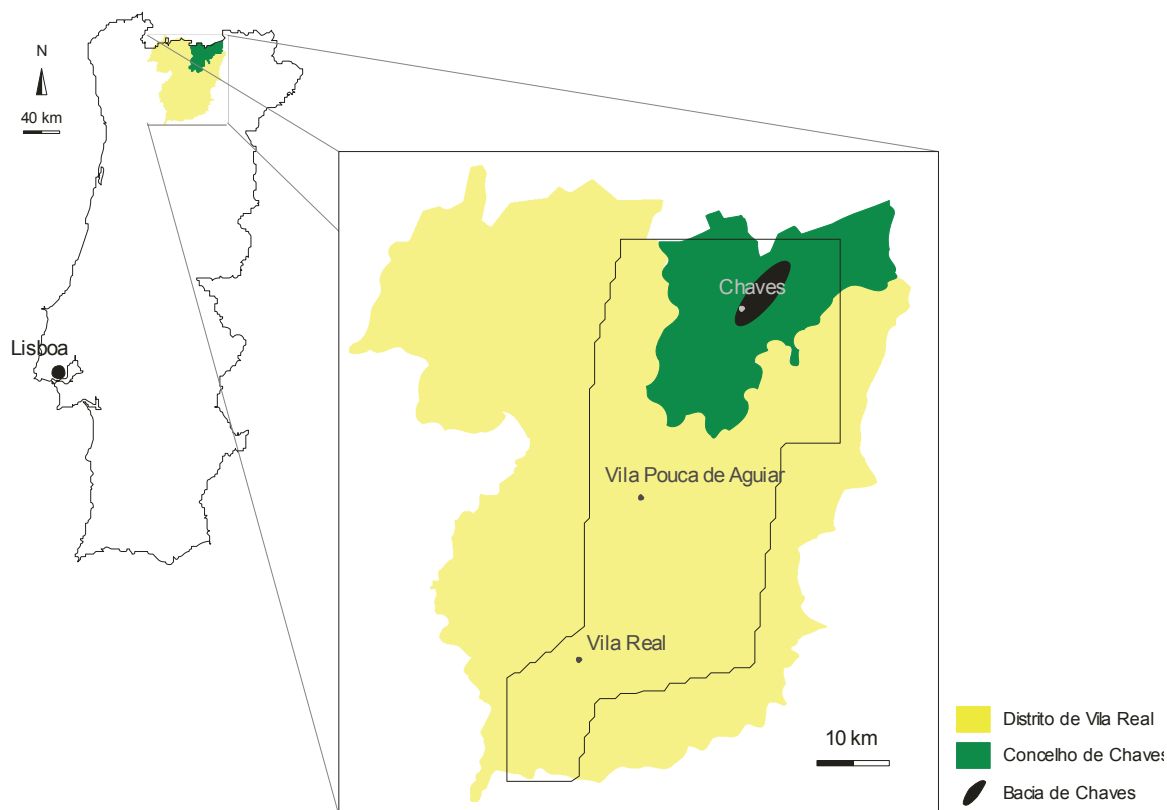 N
40 km
Lisboa
Chaves
Vila Pouca de Aguiar
Vila Real
10 km
Distrito de Vila Real
Concelho de Chaves
Bacia de Chaves